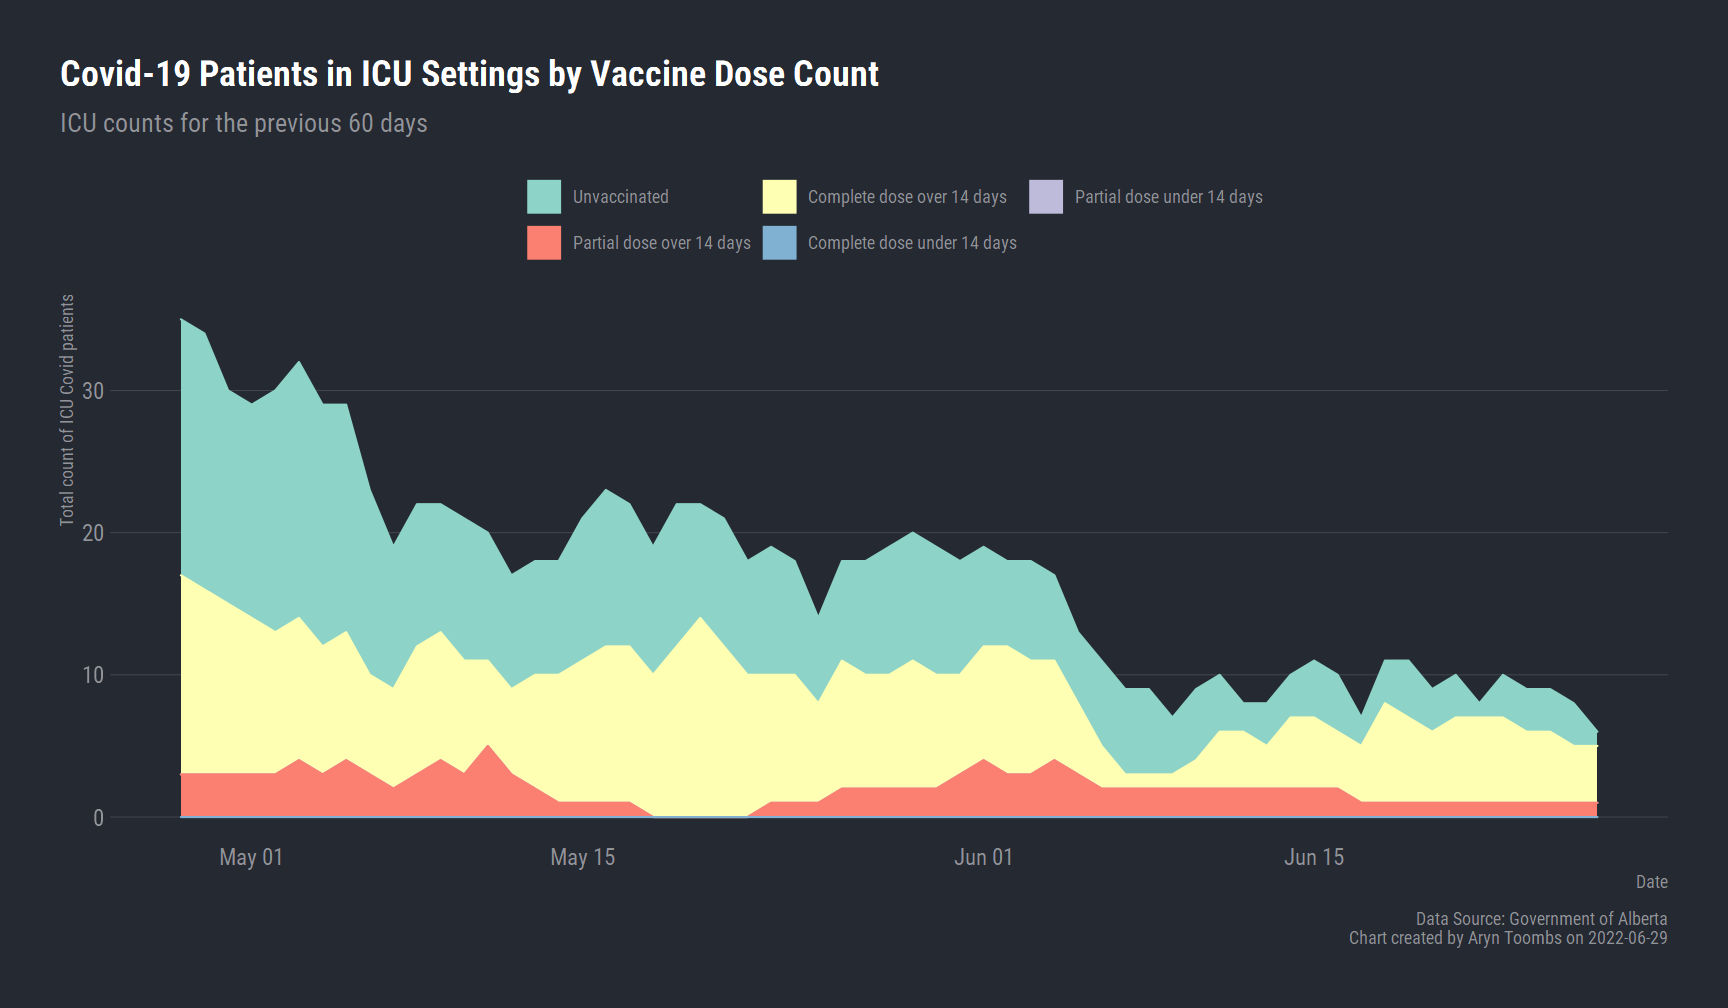 Covid-19 Patients in ICU Settings by Vaccine Dose Count
ICU counts for the previous 60 days
Unvaccinated
Complete dose over 14 days
Partial dose under 14 days
Partial dose over 14 days
Complete dose under 14 days
Total count of ICU Covid patients
30
20
10
0
May 01
May 15
Jun 01
Jun 15
Date
Data Source: Government of Alberta
Chart created by Aryn Toombs on 2022-06-29